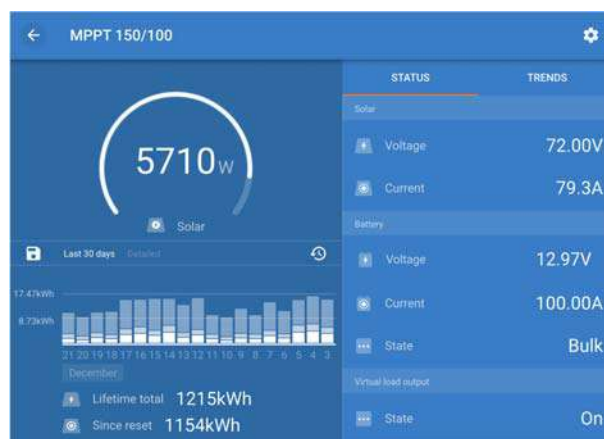 MPPT 150/100
5710W
Solar
Last 30 days Detailed
17.47kWh
8.73kWh
21 20 19 18 17 16 15 14 13 12 11 10 9 8 7 6 5 4 3
December
Lifetime total 1215kWh
Since reset 1154kWh
STATUS TRENDS
Solar
Voltage 72.00V
Current 79.3A
Battery
Voltage 12.97V
Current 100.00A
State Bulk
Virtual load output
State On